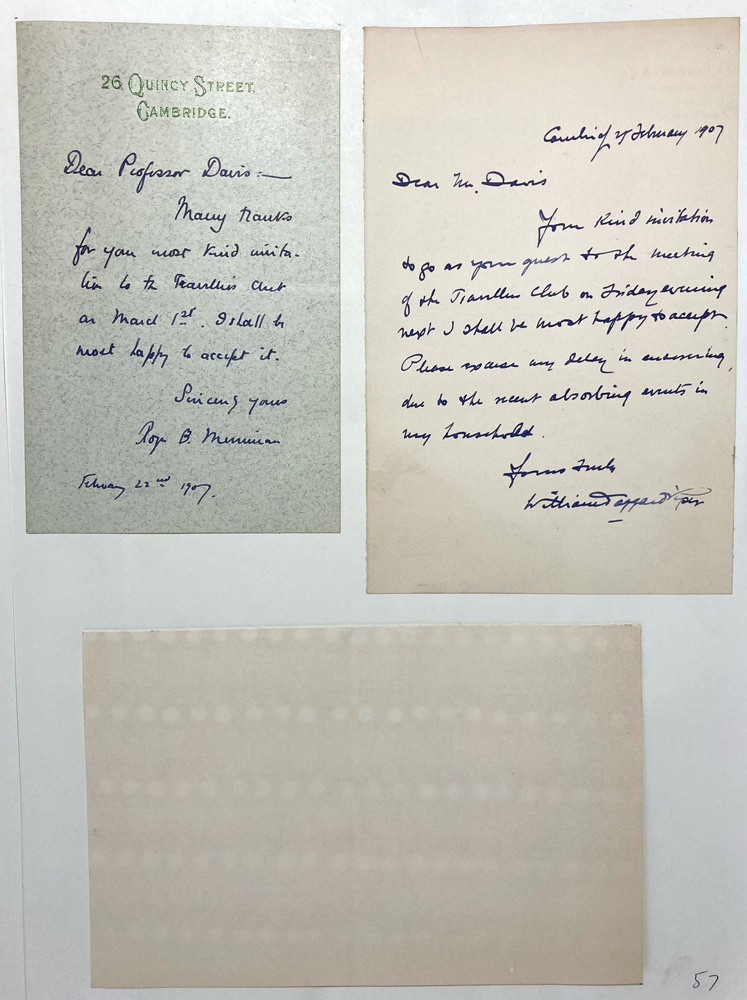 26, QUINCY STREET,
CAMBRIDGE.
Dear Professor Davis:—
Many thanks
for your most kind invita-
tion to the Travellers Club
on March 1st. I shall be
most happy to accept it.
Sincerely yours
Roger B. Merriman
February 22nd 1907.
Cambridge 25 February 1907
Dear Mr. Davis
Your kind invitation
to go as your guest to the meeting
of the Travellers Club on Friday evening
next I shall be most happy to accept.
Please excuse my delay in answering,
due to the recent absorbing events in
my household.
Yours truly
William Taggard Piper
57